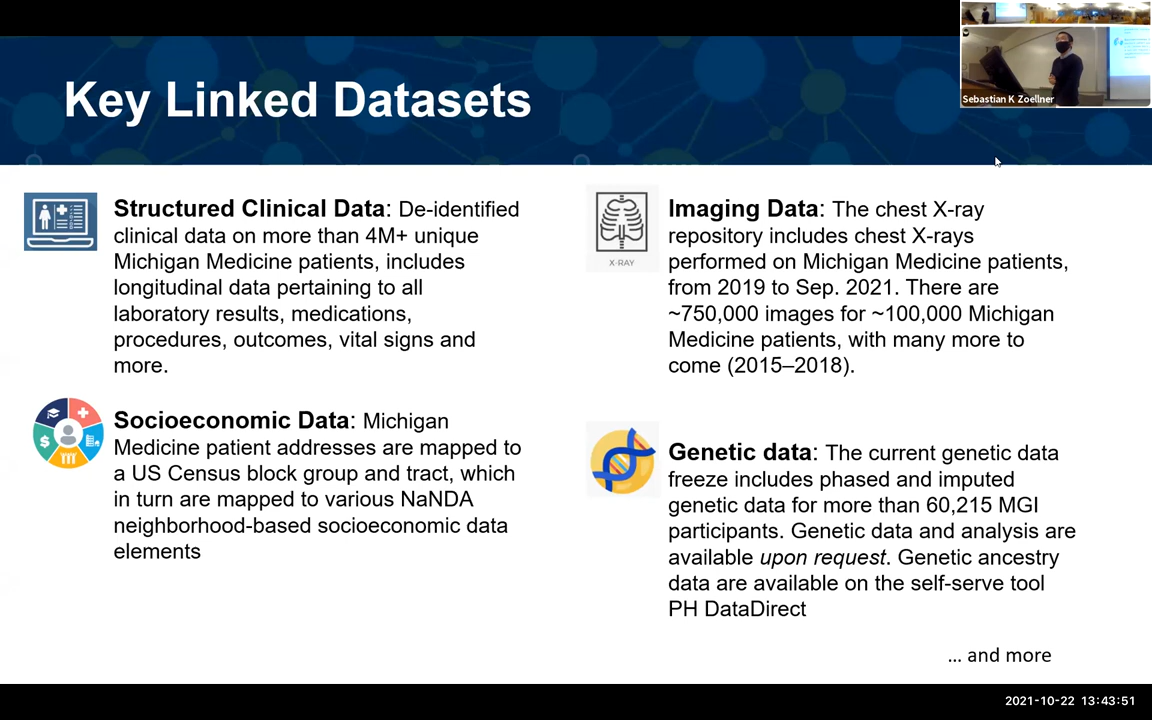 Key Linked Datasets
Sebastian K Zoellner
Structured Clinical Data: De-identified
clinical data on more than 4M+ unique
Michigan Medicine patients, includes
longitudinal data pertaining to all
laboratory results, medications,
procedures, outcomes, vital signs and
more.
Socioeconomic Data: Michigan
Medicine patient addresses are mapped to
a US Census block group and tract, which
in turn are mapped to various NaNDA
neighborhood-based socioeconomic data
elements
X-RAY
Imaging Data: The chest X-ray
repository includes chest X-rays
performed on Michigan Medicine patients,
from 2019 to Sep. 2021. There are
~750,000 images for ~100,000 Michigan
Medicine patients, with many more to
come (2015–2018).
Genetic data: The current genetic data
freeze includes phased and imputed
genetic data for more than 60,215 MGI
participants. Genetic data and analysis are
available upon request. Genetic ancestry
data are available on the self-serve tool
PH DataDirect
... and more
2021-10-22 13:43:51